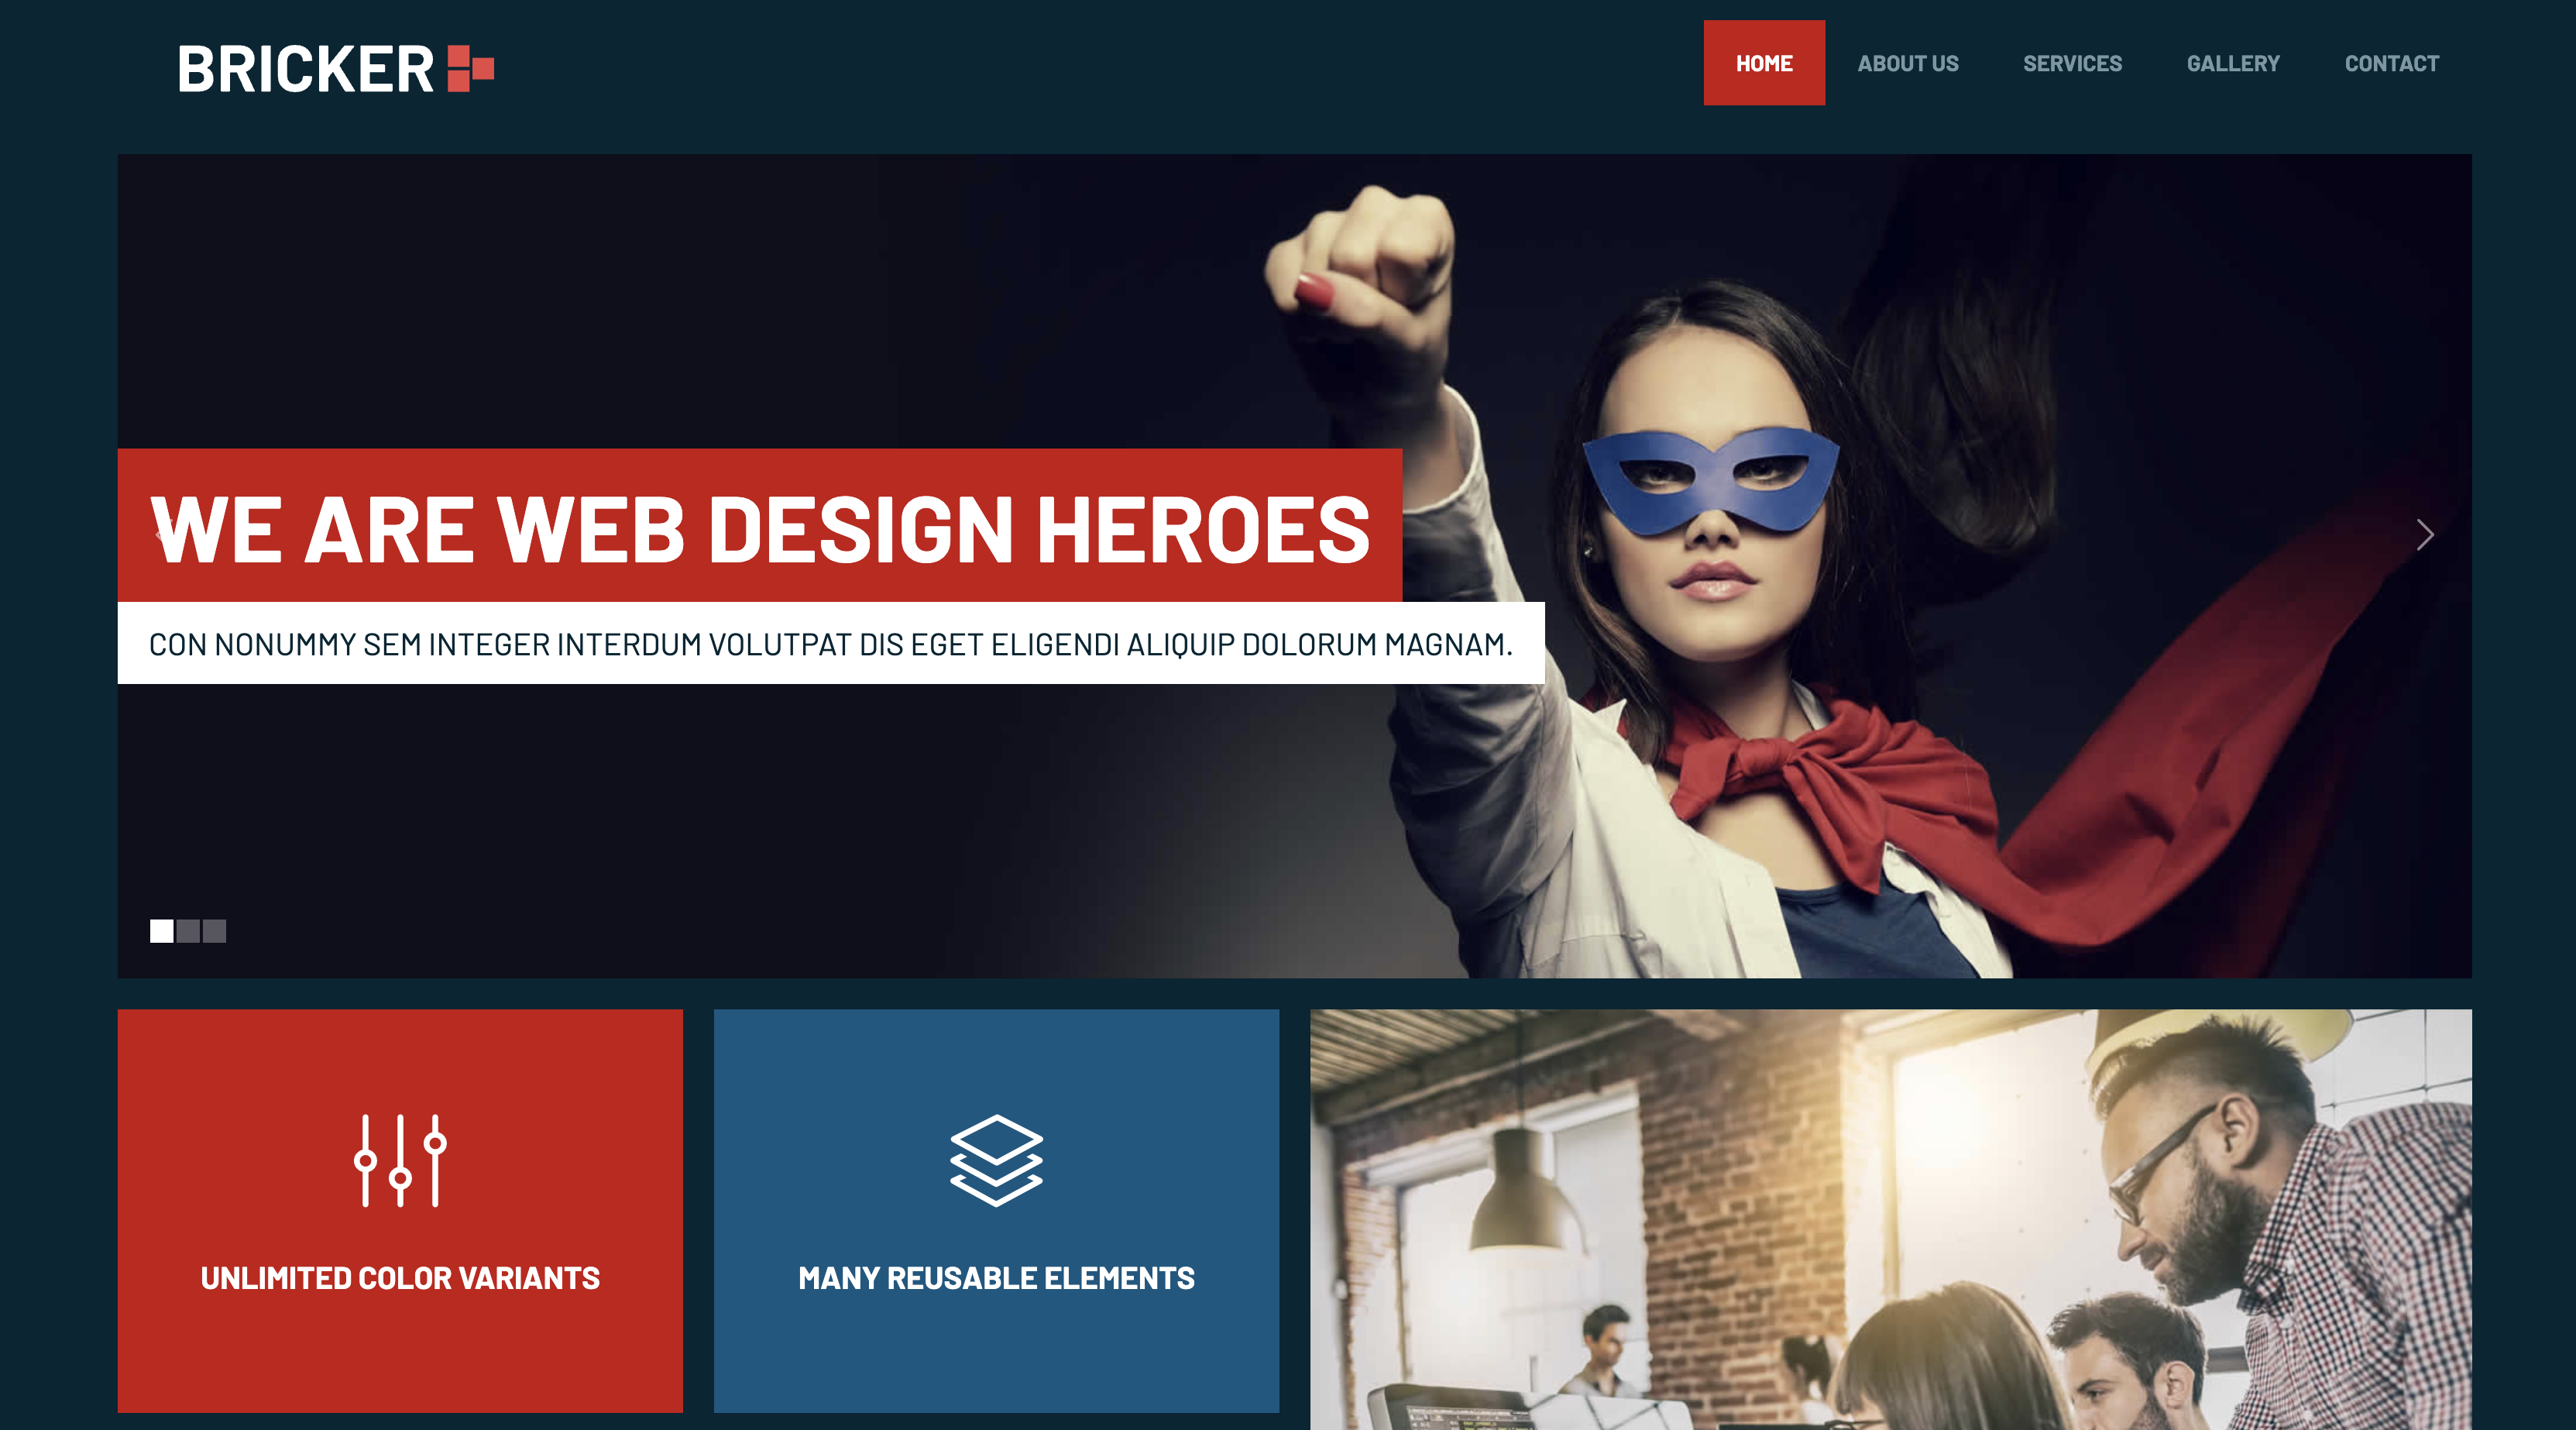 BRICKER
HOME ABOUT US SERVICES GALLERY CONTACT
WE ARE WEB DESIGN HEROES
CON NONUMMY SEM INTEGER INTERDUM VOLUTPAT DIS EGET ELIGENDI ALIQUIP DOLORUM MAGNAM.
UNLIMITED COLOR VARIANTS
MANY REUSABLE ELEMENTS